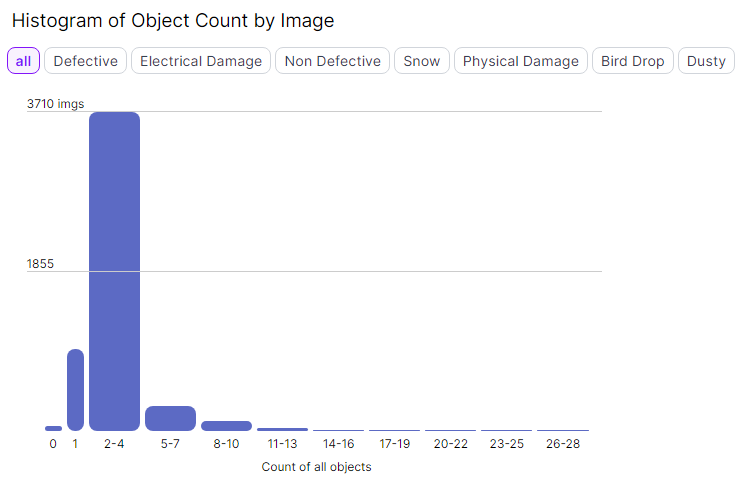 Histogram of Object Count by Image
all Defective Electrical Damage Non Defective Snow Physical Damage Bird Drop Dusty
3710 imgs
1855
0 1 2-4 5-7 8-10 11-13 14-16 17-19 20-22 23-25 26-28
Count of all objects